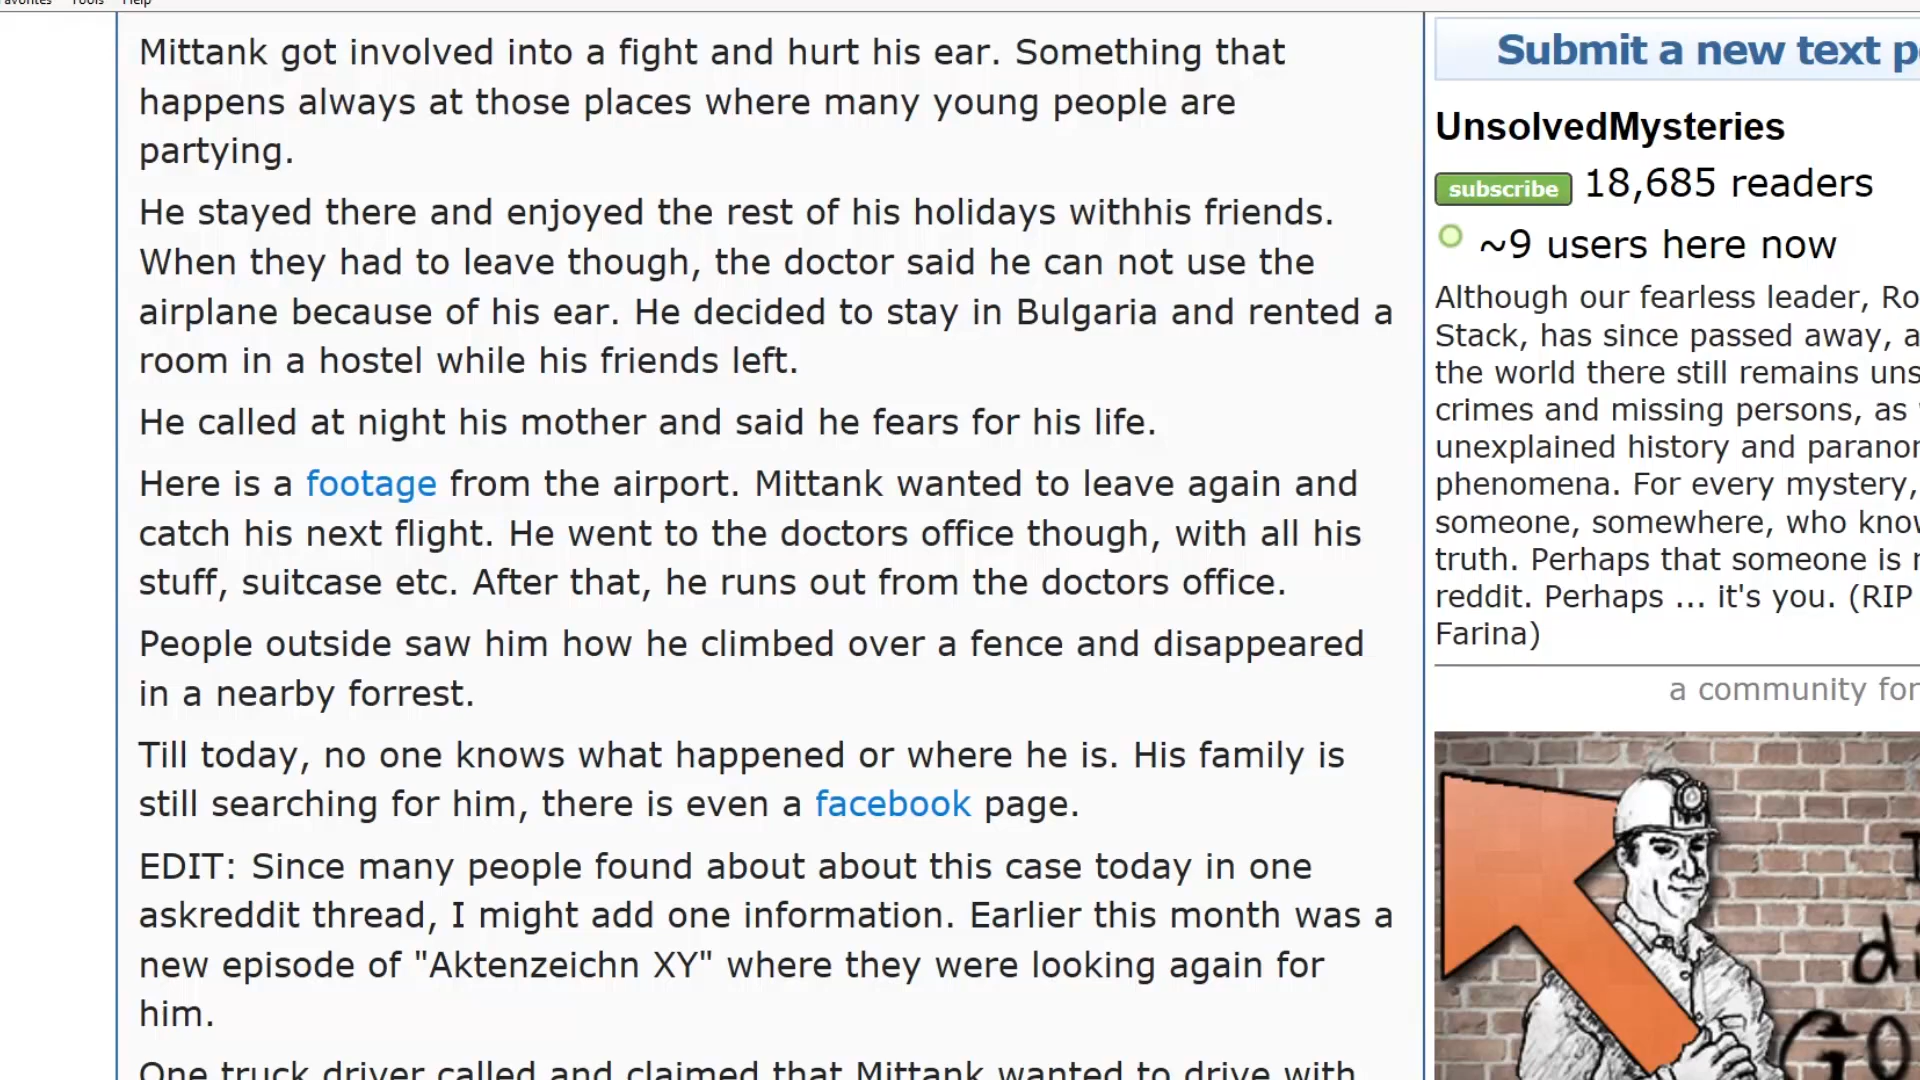 Tools Help
Mittank got involved into a fight and hurt his ear. Something that
happens always at those places where many young people are
partying.
He stayed there and enjoyed the rest of his holidays withhis friends.
When they had to leave though, the doctor said he can not use the
airplane because of his ear. He decided to stay in Bulgaria and rented a
room in a hostel while his friends left.
He called at night his mother and said he fears for his life.
Here is a footage from the airport. Mittank wanted to leave again and
catch his next flight. He went to the doctors office though, with all his
stuff, suitcase etc. After that, he runs out from the doctors office.
People outside saw him how he climbed over a fence and disappeared
in a nearby forrest.
Till today, no one knows what happened or where he is. His family is
still searching for him, there is even a facebook page.
EDIT: Since many people found about about this case today in one
askreddit thread, I might add one information. Earlier this month was a
new episode of "Aktenzeichn XY" where they were looking again for
him.
One truck driver called and claimed that Mittank wanted to drive with
Submit a new text
UnsolvedMysteries
subscribe 18,685 readers
~9 users here now
Although our fearless leader,
Stack, has since passed away,
the world there still remains
crimes and missing persons, as
unexplained history and
phenomena. For every mystery,
someone, somewhere, who
truth. Perhaps that someone is
reddit. Perhaps ... it's you. (RIP
Farina)
a community for